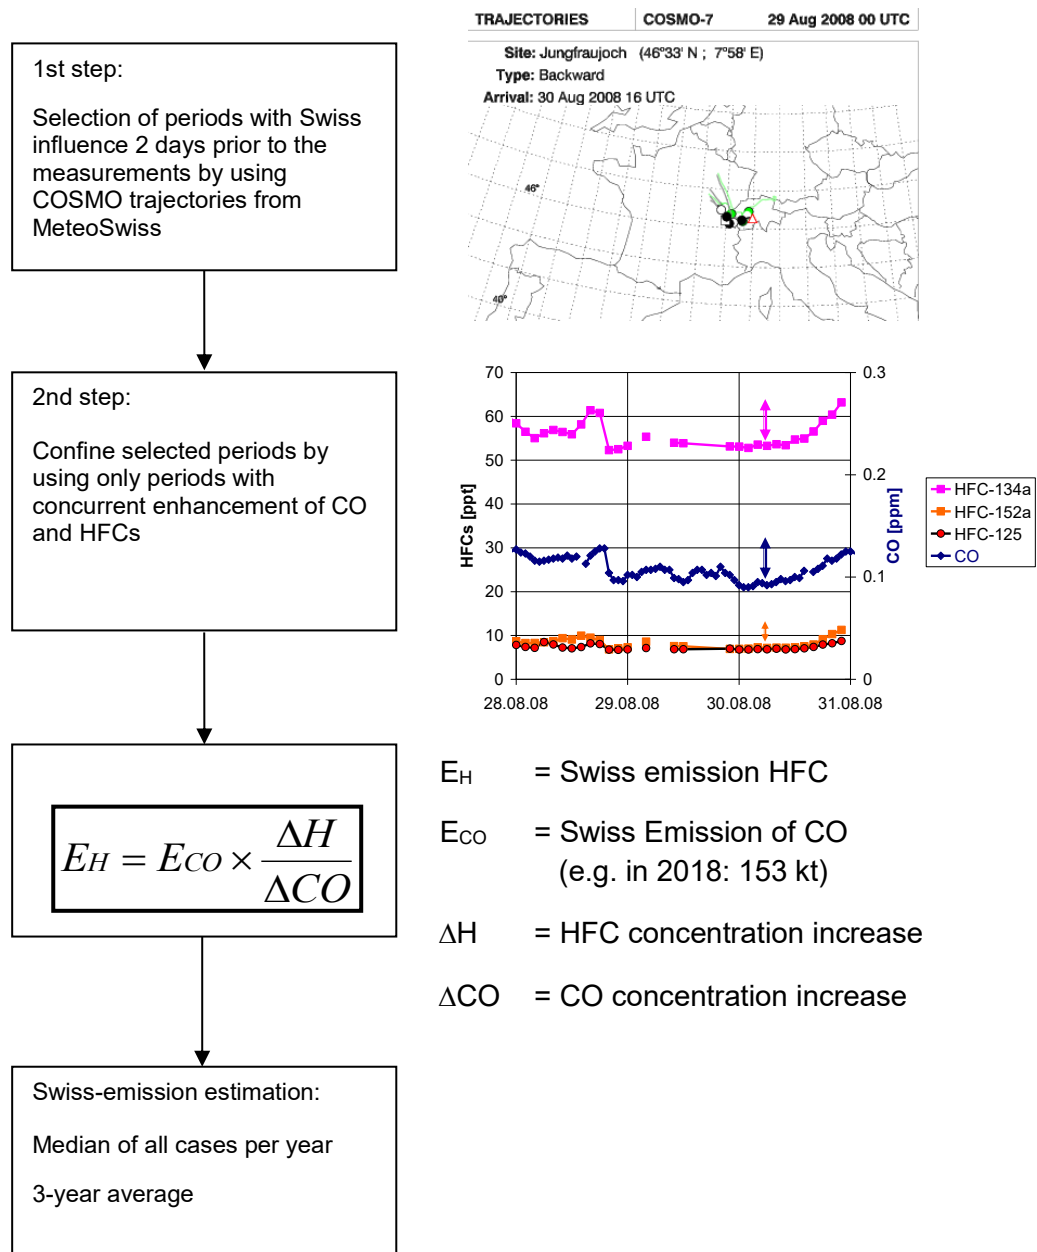 TRAJECTORIES COSMO-7 29 Aug 2008 00 UTC
Site: Jungfraujoch (46°33' N ; 7°58' E)
Type: Backward
Arrival: 30 Aug 2008 16 UTC
46°
40°
1st step:
Selection of periods with Swiss
influence 2 days prior to the
measurements by using
COSMO trajectories from
MeteoSwiss
2nd step:
Confine selected periods by
using only periods with
concurrent enhancement of CO
and HFCs
70
60
50
40
30
20
10
0
HFCs [ppt]
0.3
0.2
0.1
0
CO [ppm]
28.08.08 29.08.08 30.08.08 31.08.08
HFC-134a
HFC-152a
HFC-125
CO
EH = ECO × ΔH / ΔCO
EH = Swiss emission HFC
ECO = Swiss Emission of CO
(e.g. in 2018: 153 kt)
ΔH = HFC concentration increase
ΔCO = CO concentration increase
Swiss-emission estimation:
Median of all cases per year
3-year average